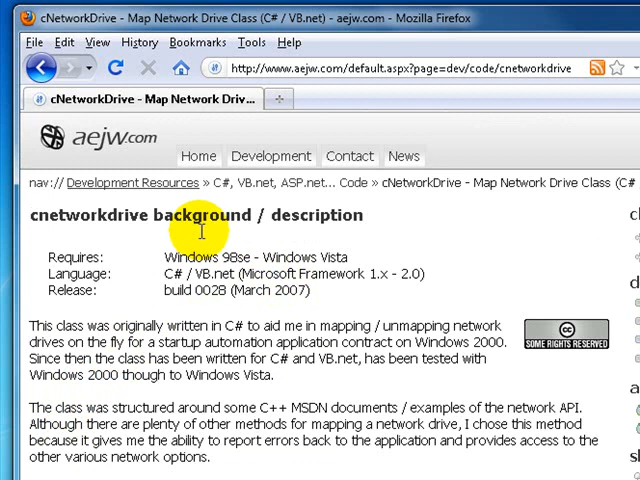 cNetworkDrive - Map Network Drive Class (C# / VB.net) - aejw.com - Mozilla Firefox
File Edit View History Bookmarks Tools Help
http://www.aejw.com/default.aspx?page=dev/code/cnetworkdrive
cNetworkDrive - Map Network Driv...
aejw.com
Home Development Contact News
nav:// Development Resources » C#, VB.net, ASP.net... Code » cNetworkDrive - Map Network Drive Class (C#
cnetworkdrive background / description
Requires: Windows 98se - Windows Vista
Language: C# / VB.net (Microsoft Framework 1.x - 2.0)
Release: build 0028 (March 2007)
This class was originally written in C# to aid me in mapping / unmapping network
drives on the fly for a startup automation application contract on Windows 2000.
Since then the class has been written for C# and VB.net, has been tested with
Windows 2000 though to Windows Vista.
cc
SOME RIGHTS RESERVED
The class was structured around some C++ MSDN documents / examples of the network API.
Although there are plenty of other methods for mapping a network drive, I chose this method
because it gives me the ability to report errors back to the application and provides access to the
other various network options.